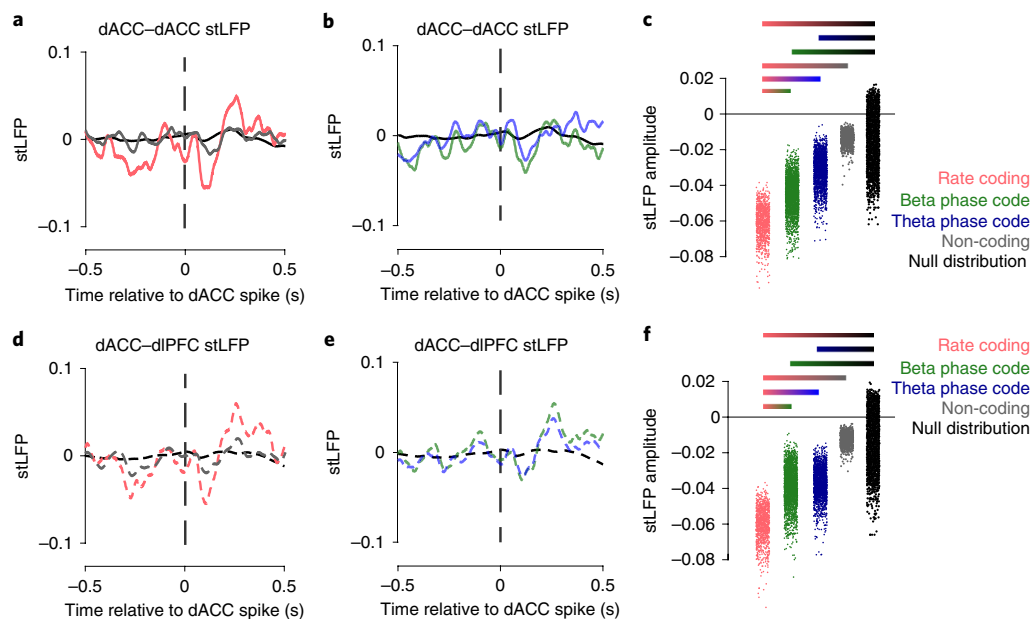 a
dACC–dACC stLFP
0.1
0
–0.1
stLFP
–0.5
0
0.5
Time relative to dACC spike (s)
b
dACC–dACC stLFP
0.1
0
–0.1
stLFP
–0.5
0
0.5
Time relative to dACC spike (s)
c
0.02
0
–0.02
–0.04
–0.06
–0.08
stLFP amplitude
Rate coding
Beta phase code
Theta phase code
Non-coding
Null distribution
d
dACC–dlPFC stLFP
0.1
0
–0.1
stLFP
–0.5
0
0.5
Time relative to dACC spike (s)
e
dACC–dlPFC stLFP
0.1
0
–0.1
stLFP
–0.5
0
0.5
Time relative to dACC spike (s)
f
0.02
0
–0.02
–0.04
–0.06
–0.08
stLFP amplitude
Rate coding
Beta phase code
Theta phase code
Non-coding
Null distribution